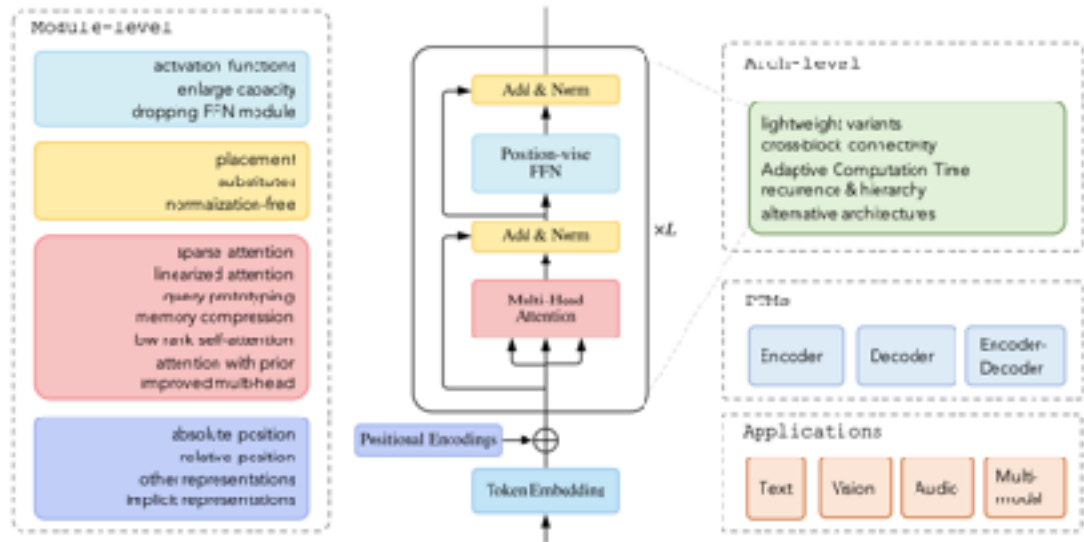 Module-level
activation functions
enlarge capacity
dropping FFN module
placement
substitutes
normaization-free
sparse attention
linearized attention
query prototyping
memory compression
low rank self-attention
attention with prior
improved multi-head
absolute position
relative position
other representations
implicit representations
Add & Norm
Position-wise
FFN
Add & Norm
Multi-Head
Attention
×L
Positional Encodings
Token Embedding
Arch-level
lightweight variants
cross-block connectivity
Adaptive Computation Time
recurrence & hierarchy
alternative architectures
PTMs
Encoder
Decoder
Encoder-
Decoder
Applications
Text
Vision
Audio
Multi-
modal